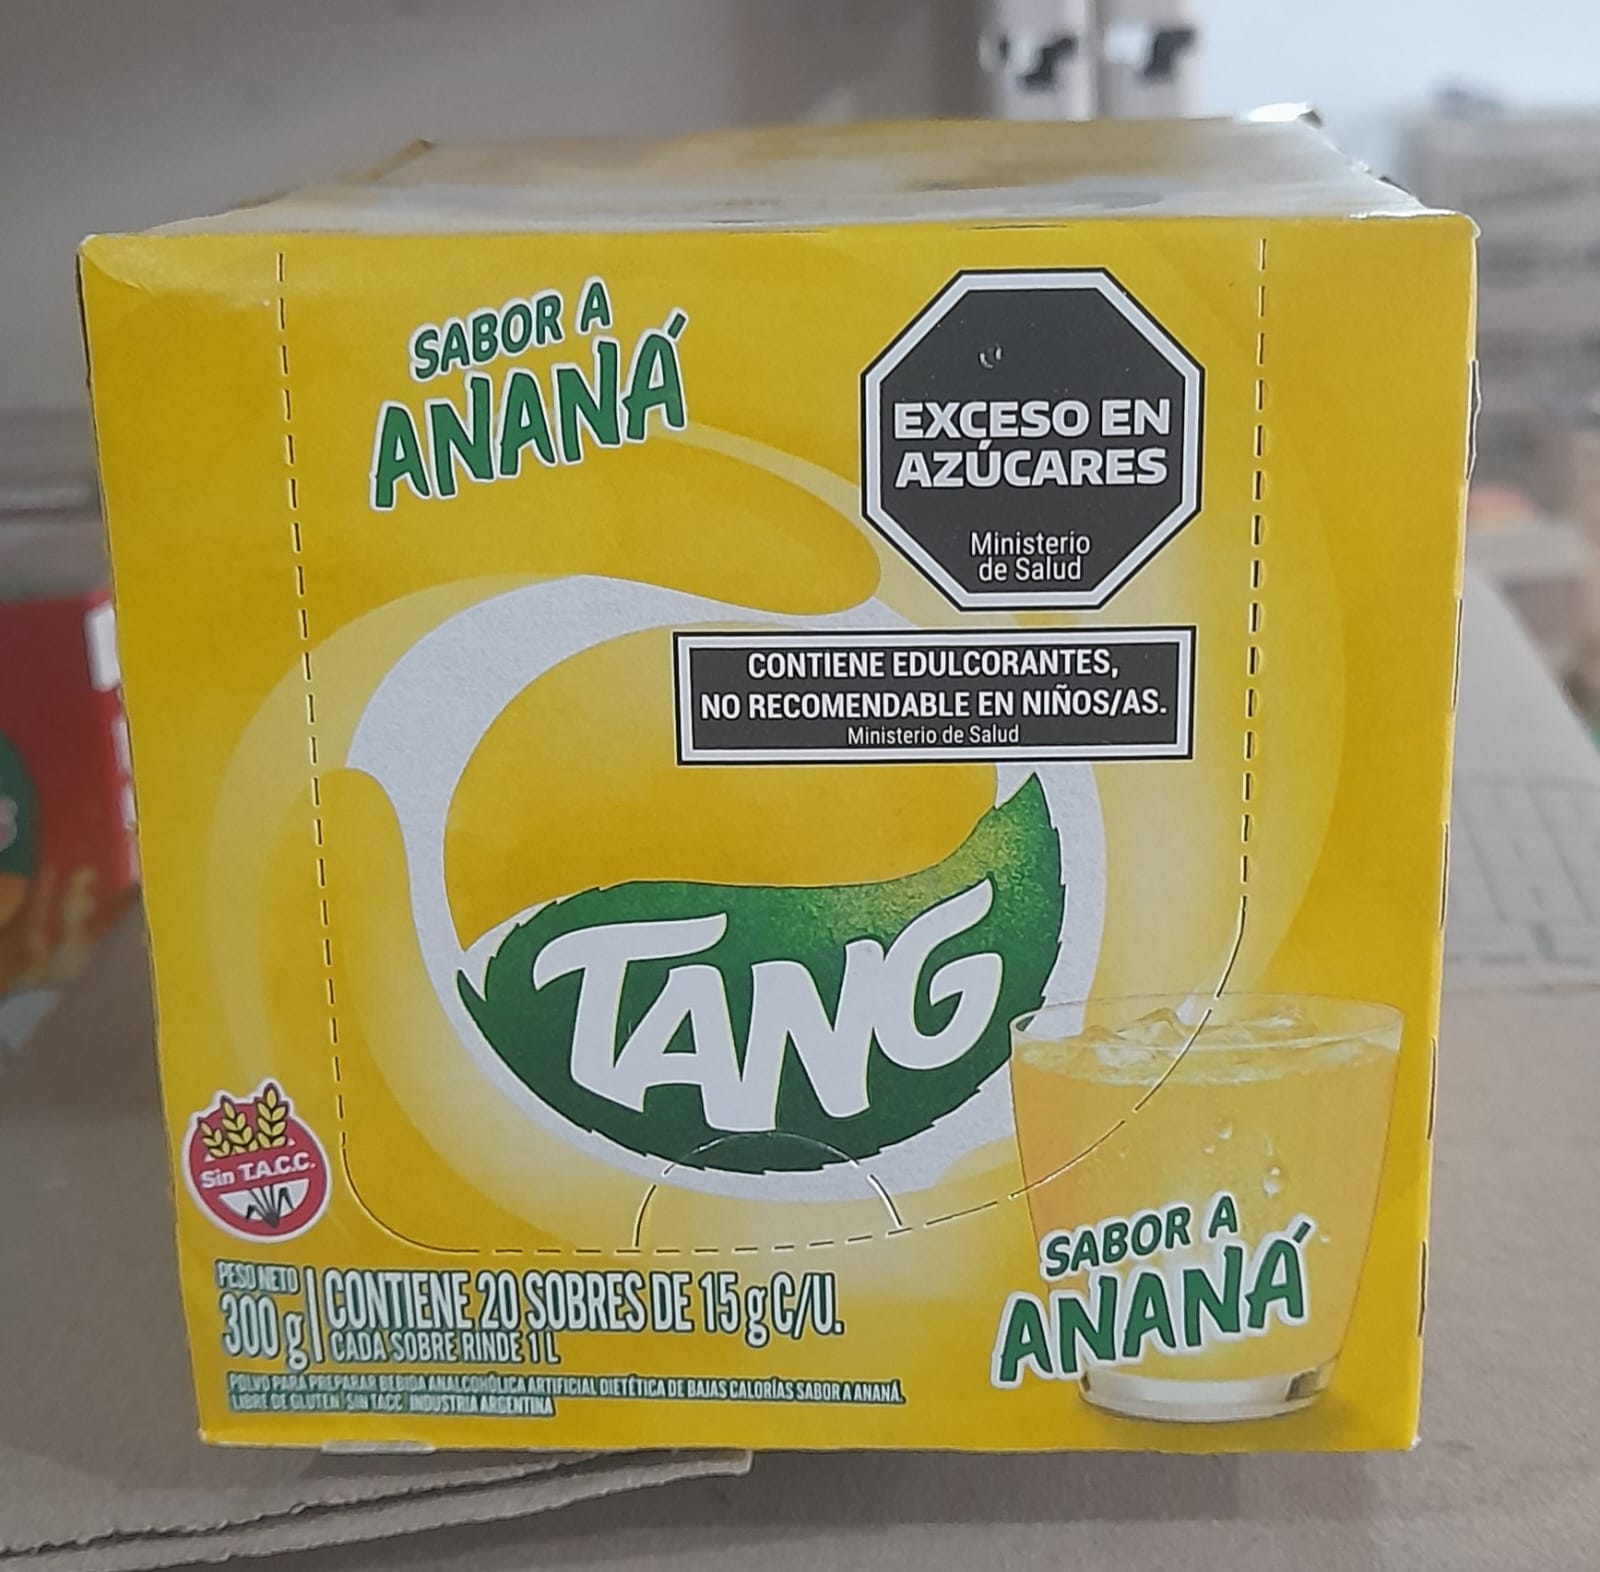 SABOR A
ANANÁ
EXCESO EN
AZÚCARES
Ministerio
de Salud
CONTIENE EDULCORANTES,
NO RECOMENDABLE EN NIÑOS/AS.
Ministerio de Salud
TANG
Sin T.A.C.C.
PESO NETO
300 g
CONTIENE 20 SOBRES DE 15 g C/U.
CADA SOBRE RINDE 1 L
POLVO PARA PREPARAR BEBIDA ANALCOHÓLICA ARTIFICIAL DIETÉTICA DE BAJAS CALORÍAS SABOR A ANANÁ.
LIBRE DE GLUTEN SIN TACC INDUSTRIA ARGENTINA
SABOR A
ANANÁ